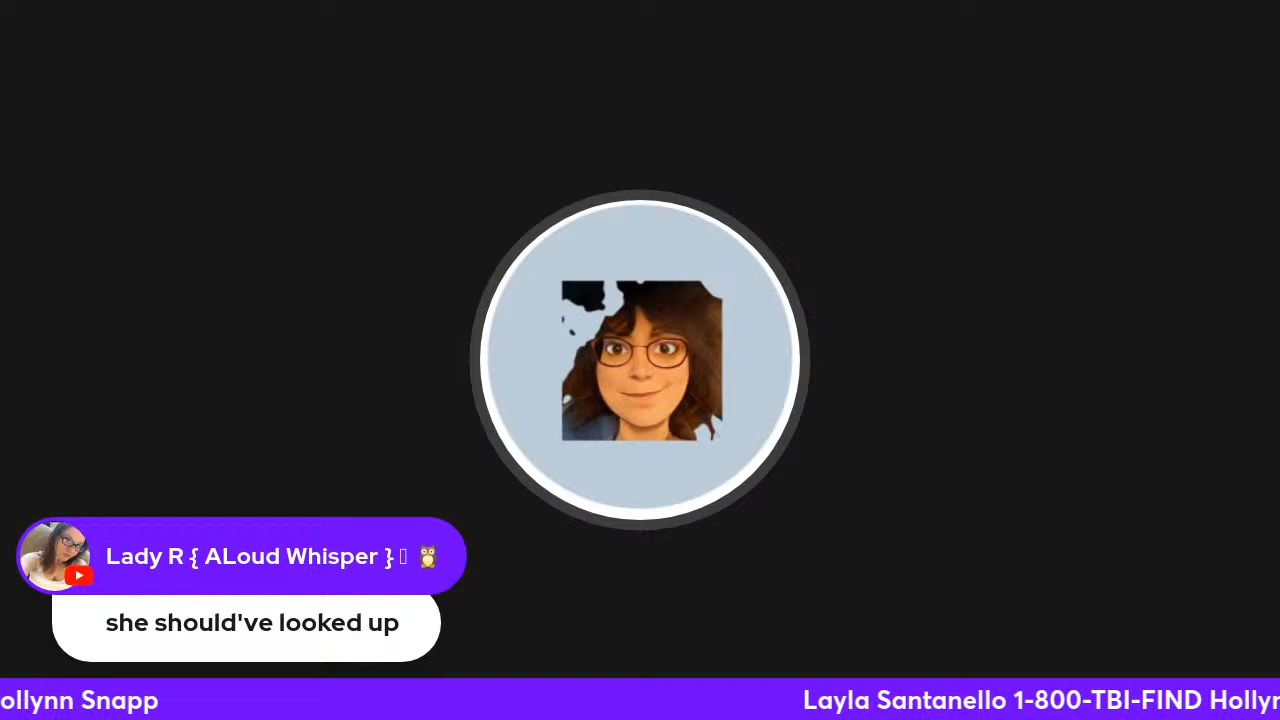 Lady R { ALoud Whisper } 🦉
she should've looked up
ollynn Snapp Layla Santanello 1-800-TBI-FIND Hollyn